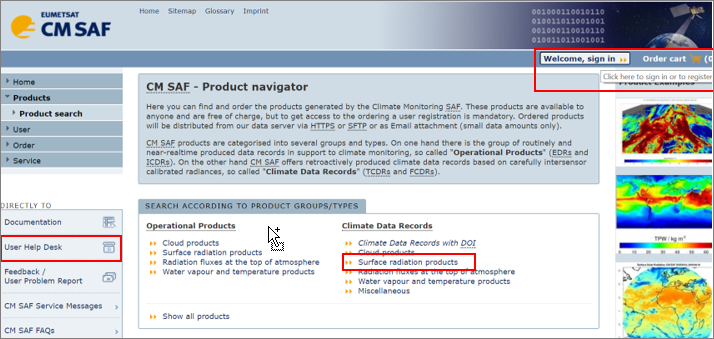 EUMETSAT
CM SAF
Home Sitemap Glossary Imprint
001000100110010110
010001100111001011
001001100110010110
010011011001110010
Welcome, sign in
Order cart (0
Click here to sign in or to register
Home
Products
Product search
User
Order
Service
DIRECTLY TO
Documentation
User Help Desk
Feedback /
User Problem Report
CM SAF Service Messages
CM SAF FAQs
CM SAF - Product navigator
Here you can find and order the products generated by the Climate Monitoring SAF. These products are available to
anyone and are free of charge, but to get access to the ordering a user registration is mandatory. Ordered products
will be distributed from our data server via HTTPS or SFTP or as Email attachment (small data amounts only).
CM SAF products are categorised into several groups and types. On one hand there is the group of routinely and
near-realtime produced data records in support to climate monitoring, so called "Operational Products" (EDRs and
ICDRs). On the other hand CM SAF offers retroactively produced climate data records based on carefully intersensor
calibrated radiances, so called "Climate Data Records" (TCDRs and FCDRs).
SEARCH ACCORDING TO PRODUCT GROUPS/TYPES
Operational Products
Cloud products
Surface radiation products
Radiation fluxes at the top of atmosphere
Water vapour and temperature products
Show all products
Climate Data Records
Climate Data Records with DOI
Cloud products
Surface radiation products
Radiation fluxes at the top of atmosphere
Water vapour and temperature products
Miscellaneous
Product Examples
TPW / kg m⁻²